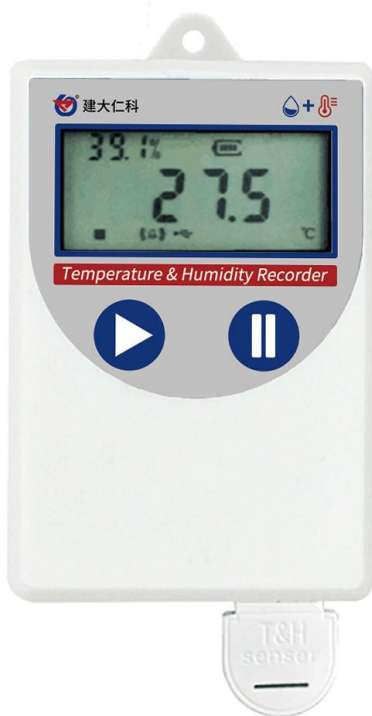 建大仁科
39.1%
27.5
℃
Temperature & Humidity Recorder
T&H
senser